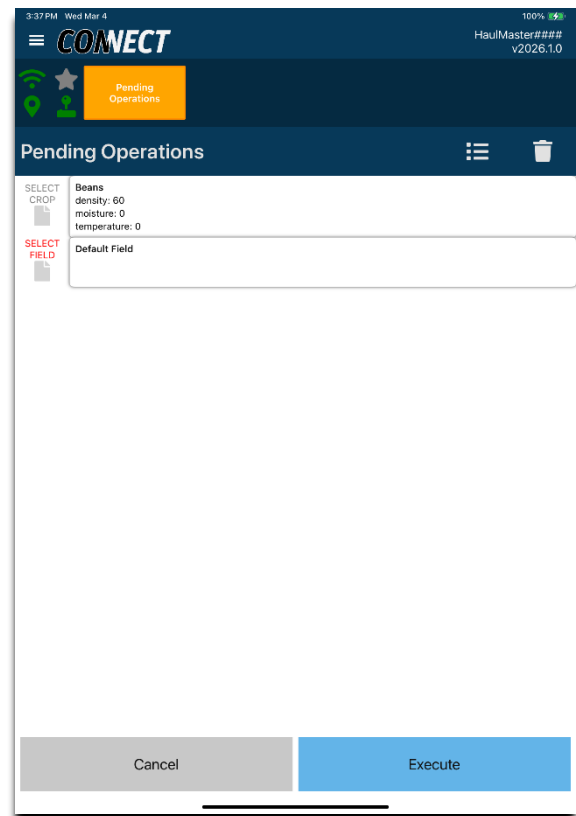 3:37 PM Wed Mar 4
100%
CONNECT
HaulMaster####
v2026.1.0
Pending
Operations
Pending Operations
SELECT
CROP
Beans
density: 60
moisture: 0
temperature: 0
SELECT
FIELD
Default Field
Cancel
Execute